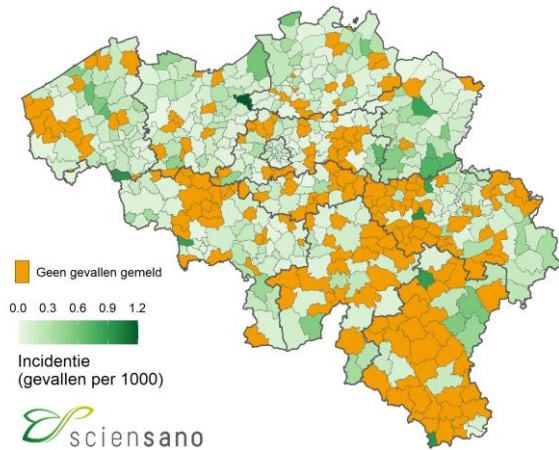 Geen gevallen gemeld
0.0 0.3 0.6 0.9 1.2
Incidentie
(gevallen per 1000)
sciensano